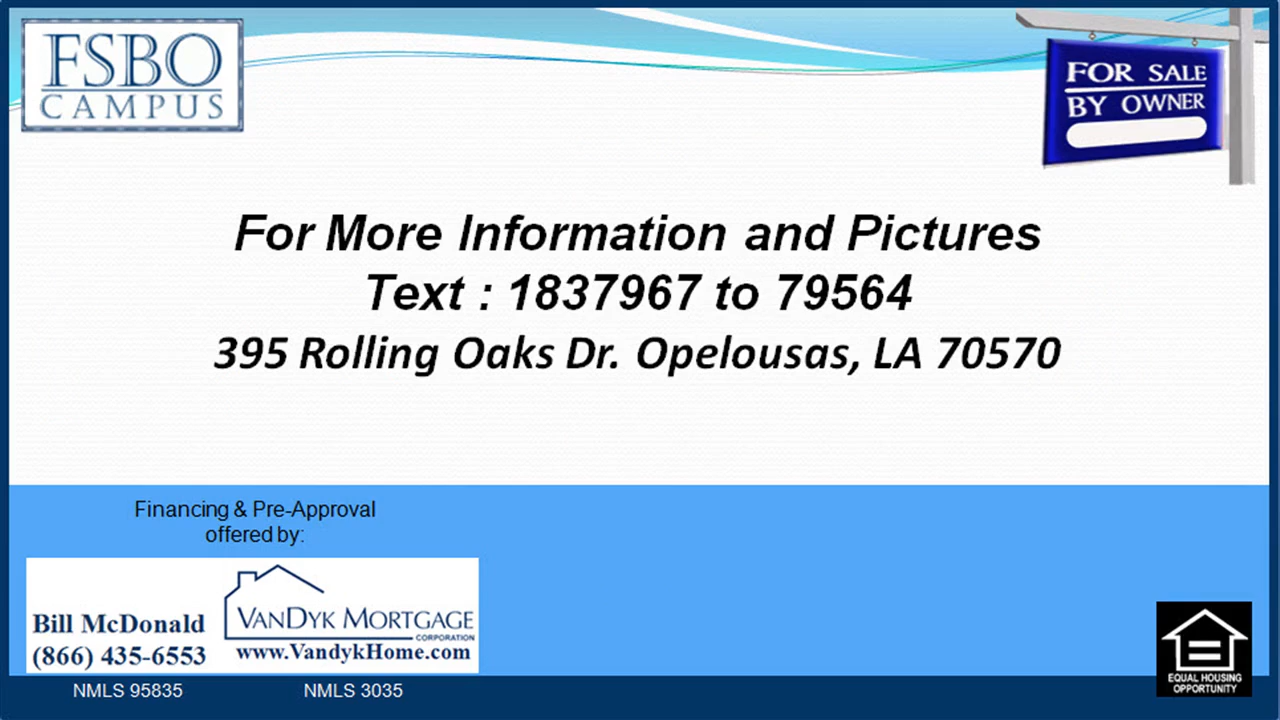 FSBO
CAMPUS
FOR SALE
BY OWNER
For More Information and Pictures
Text : 1837967 to 79564
395 Rolling Oaks Dr. Opelousas, LA 70570
Financing & Pre-Approval
offered by:
Bill McDonald
(866) 435-6553
VANDYK MORTGAGE
CORPORATION
www.VandykHome.com
NMLS 95835
NMLS 3035
EQUAL HOUSING
OPPORTUNITY